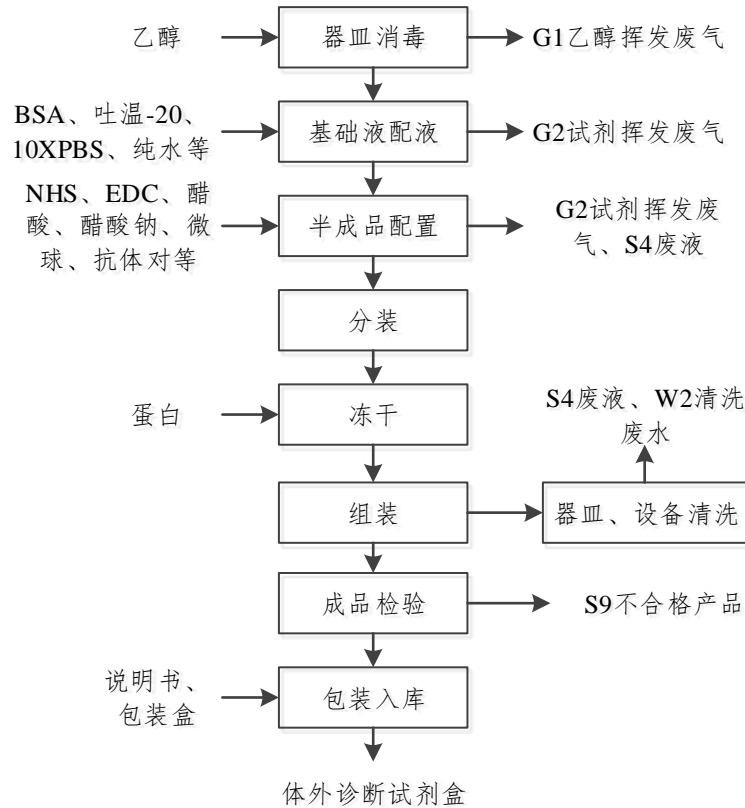 乙醇
器皿消毒
G1乙醇挥发废气
BSA、吐温-20、
10XPBS、纯水等
基础液配液
G2试剂挥发废气
NHS、EDC、醋
酸、醋酸钠、微
球、抗体对等
半成品配置
G2试剂挥发废
气、S4废液
分装
蛋白
冻干
S4废液、W2清洗
废水
组装
器皿、设备清洗
成品检验
S9不合格产品
说明书、
包装盒
包装入库
体外诊断试剂盒